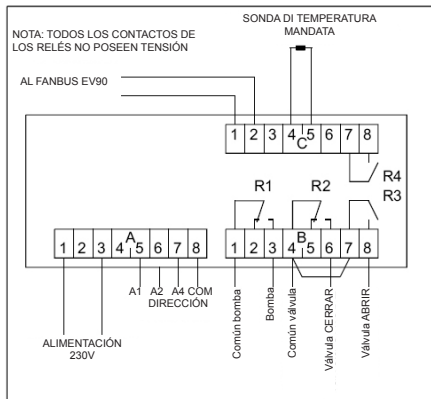 NOTA: TODOS LOS CONTACTOS DE
LOS RELÉS NO POSEEN TENSIÓN
SONDA DI TEMPERATURA
MANDATA
AL FANBUS EV90
1 2 3 4 5 6 7 8
C
R4
R1 R2 R3
A
1 2 3 4 5 6 7 8
B
1 2 3 4 5 6 7 8
A1 A2 A4 COM
DIRECCIÓN
ALIMENTACIÓN
230V
Común bomba
Bomba
Común válvula
Válvula CERRAR
Válvula ABRIR